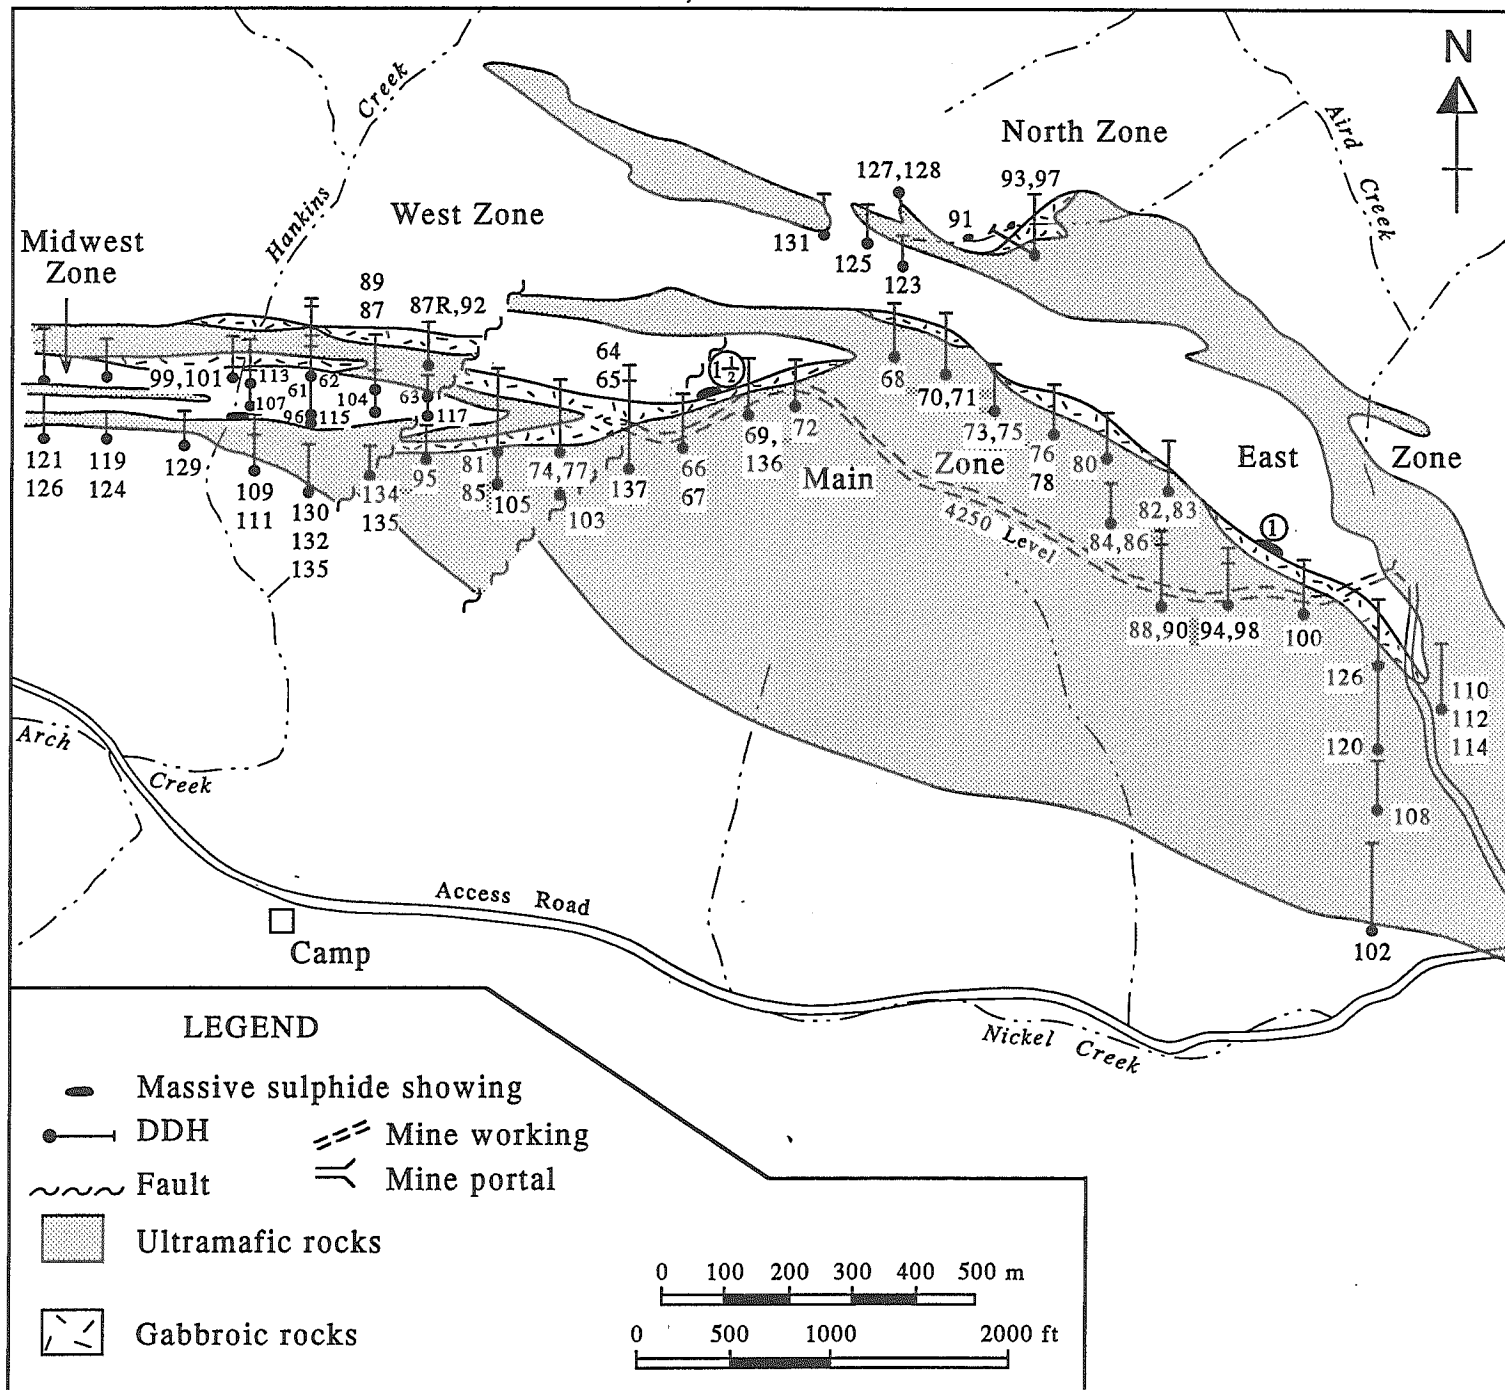 N
Creek
Hankins
Aird
Creek
North Zone
127,128
93,97
91
131
125
123
West Zone
Midwest
Zone
89
87
87R,92
64
65
1 1/2
99,101
113
107
61
62
96
115
104
63
117
68
70,71
73,75
69,
136
72
76
78
80
82,83
East
Zone
Main
Zone
4250 Level
84,86
1
88,90
94,98
100
121
126
119
124
129
109
111
130
132
135
134
135
95
81
85
105
74,77
103
137
66
67
126
120
110
112
114
108
102
Arch
Creek
Access Road
Camp
Nickel Creek
LEGEND
Massive sulphide showing
DDH
Mine working
Fault
Mine portal
Ultramafic rocks
Gabbroic rocks
0 100 200 300 400 500 m
0 500 1000 2000 ft